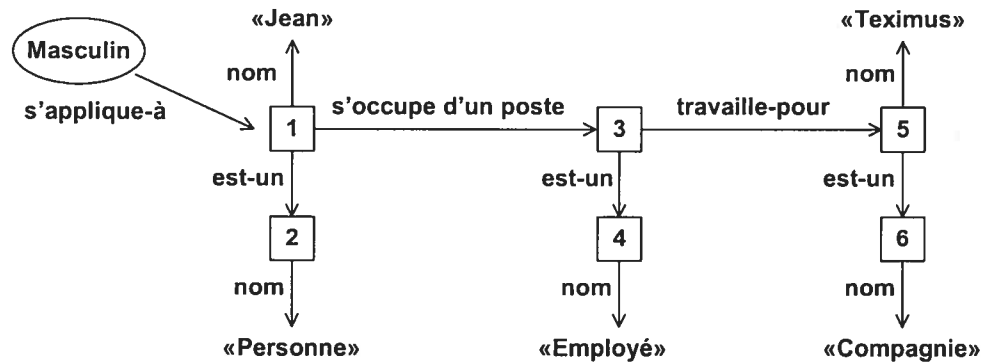 «Jean» «Teximus»
Masculin
nom nom
s'applique-à
s'occupe d'un poste travaille-pour
1 3 5
est-un est-un est-un
2 4 6
nom nom nom
«Personne» «Employé» «Compagnie»